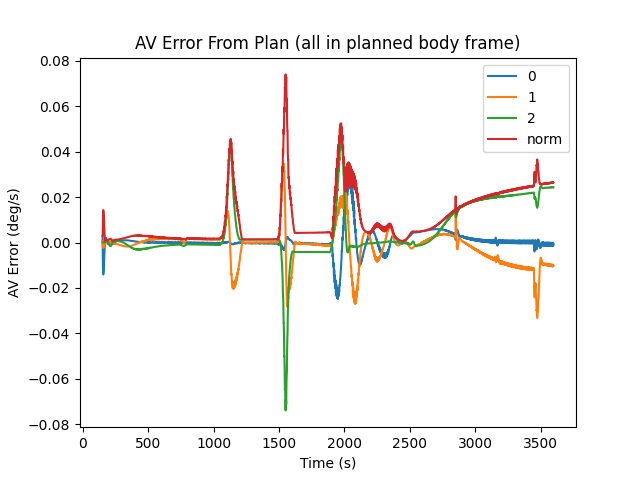 AV Error From Plan (all in planned body frame)
0.08
0.06
0.04
0.02
0.00
−0.02
−0.04
−0.06
−0.08
AV Error (deg/s)
0
1
2
norm
0 500 1000 1500 2000 2500 3000 3500
Time (s)